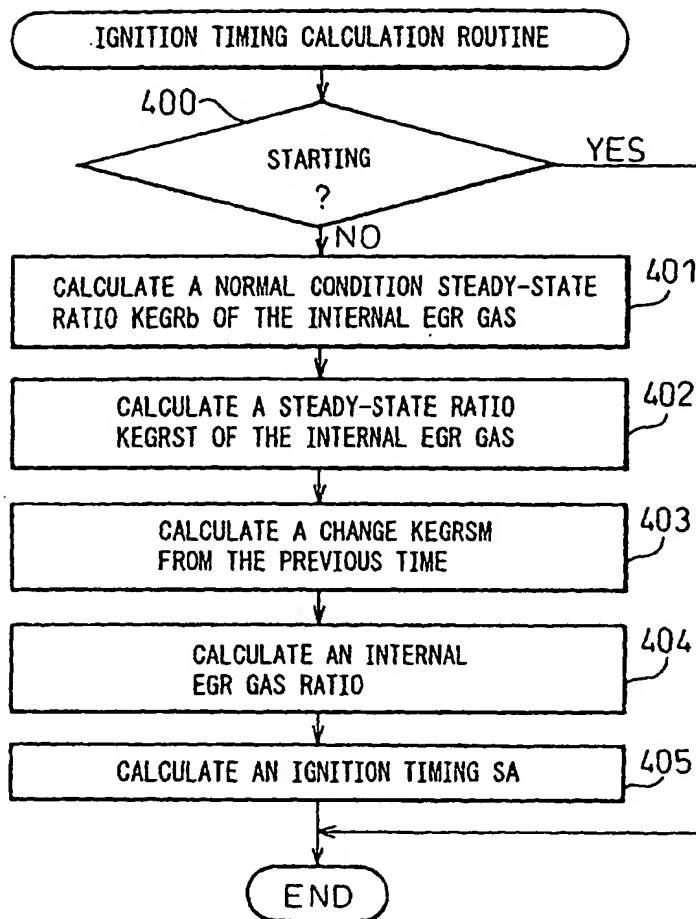 IGNITION TIMING CALCULATION ROUTINE
400
STARTING
?
YES
NO
CALCULATE A NORMAL CONDITION STEADY-STATE
RATIO KEGRb OF THE INTERNAL EGR GAS
401
CALCULATE A STEADY-STATE RATIO
KEGRST OF THE INTERNAL EGR GAS
402
CALCULATE A CHANGE KEGRSM
FROM THE PREVIOUS TIME
403
CALCULATE AN INTERNAL
EGR GAS RATIO
404
CALCULATE AN IGNITION TIMING SA
405
END